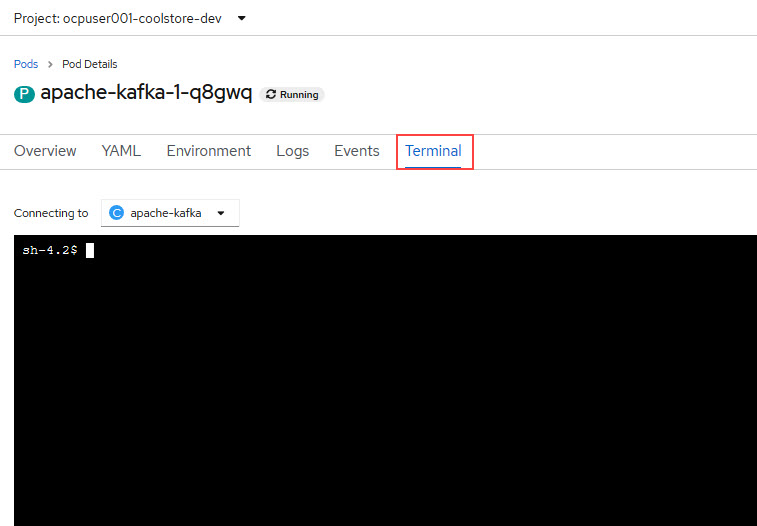 Project: ocpuser001-coolstore-dev
Pods > Pod Details
P apache-kafka-1-q8gwq Running
Overview YAML Environment Logs Events Terminal
Connecting to C apache-kafka
sh-4.2$